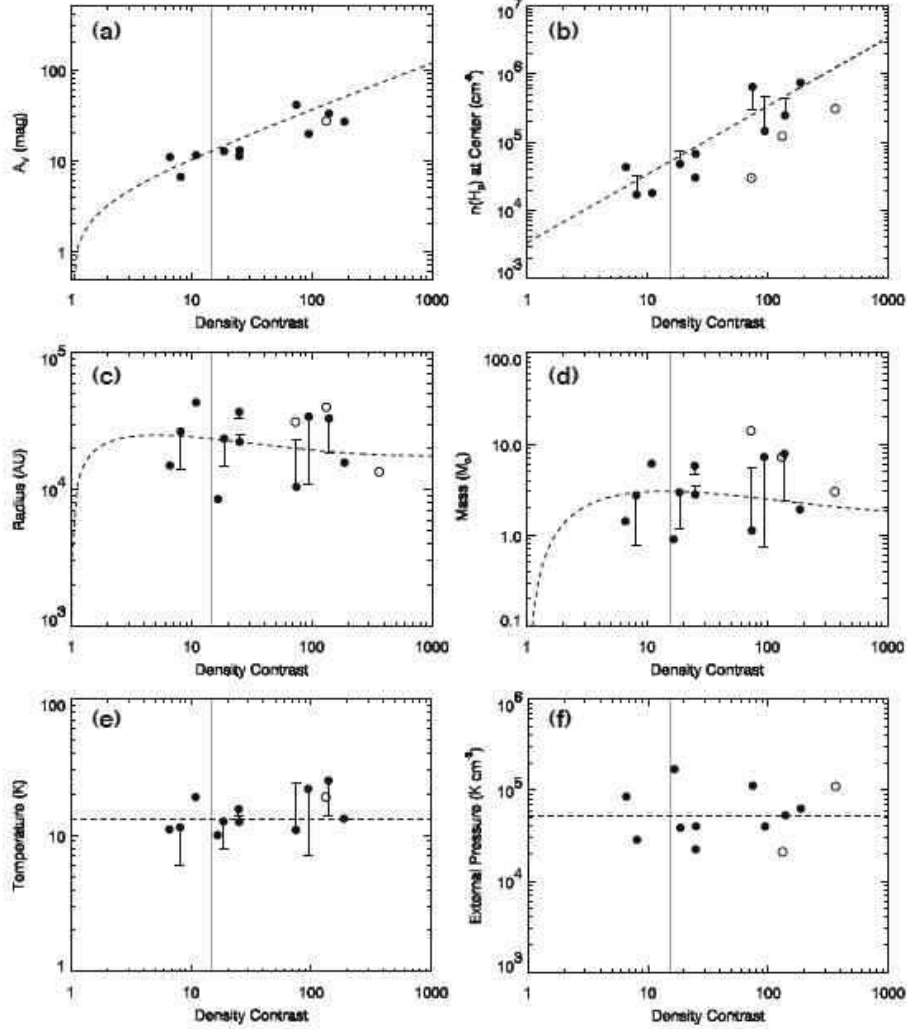 (a)
100
10
1
A_v (mag)
1 10 100 1000
Density Contrast
(b)
10^7
10^6
10^5
10^4
10^3
n(H_2) at Center
1 10 100 1000
Density Contrast
(c)
10^5
10^4
10^3
Radius (AU)
1 10 100 1000
Density Contrast
(d)
100.0
10.0
1.0
0.1
Mass
1 10 100 1000
Density Contrast
(e)
100
10
1
Temperature (K)
1 10 100 1000
Density Contrast
(f)
10^6
10^5
10^4
10^3
External Pressure (K cm^-3)
1 10 100 1000
Density Contrast